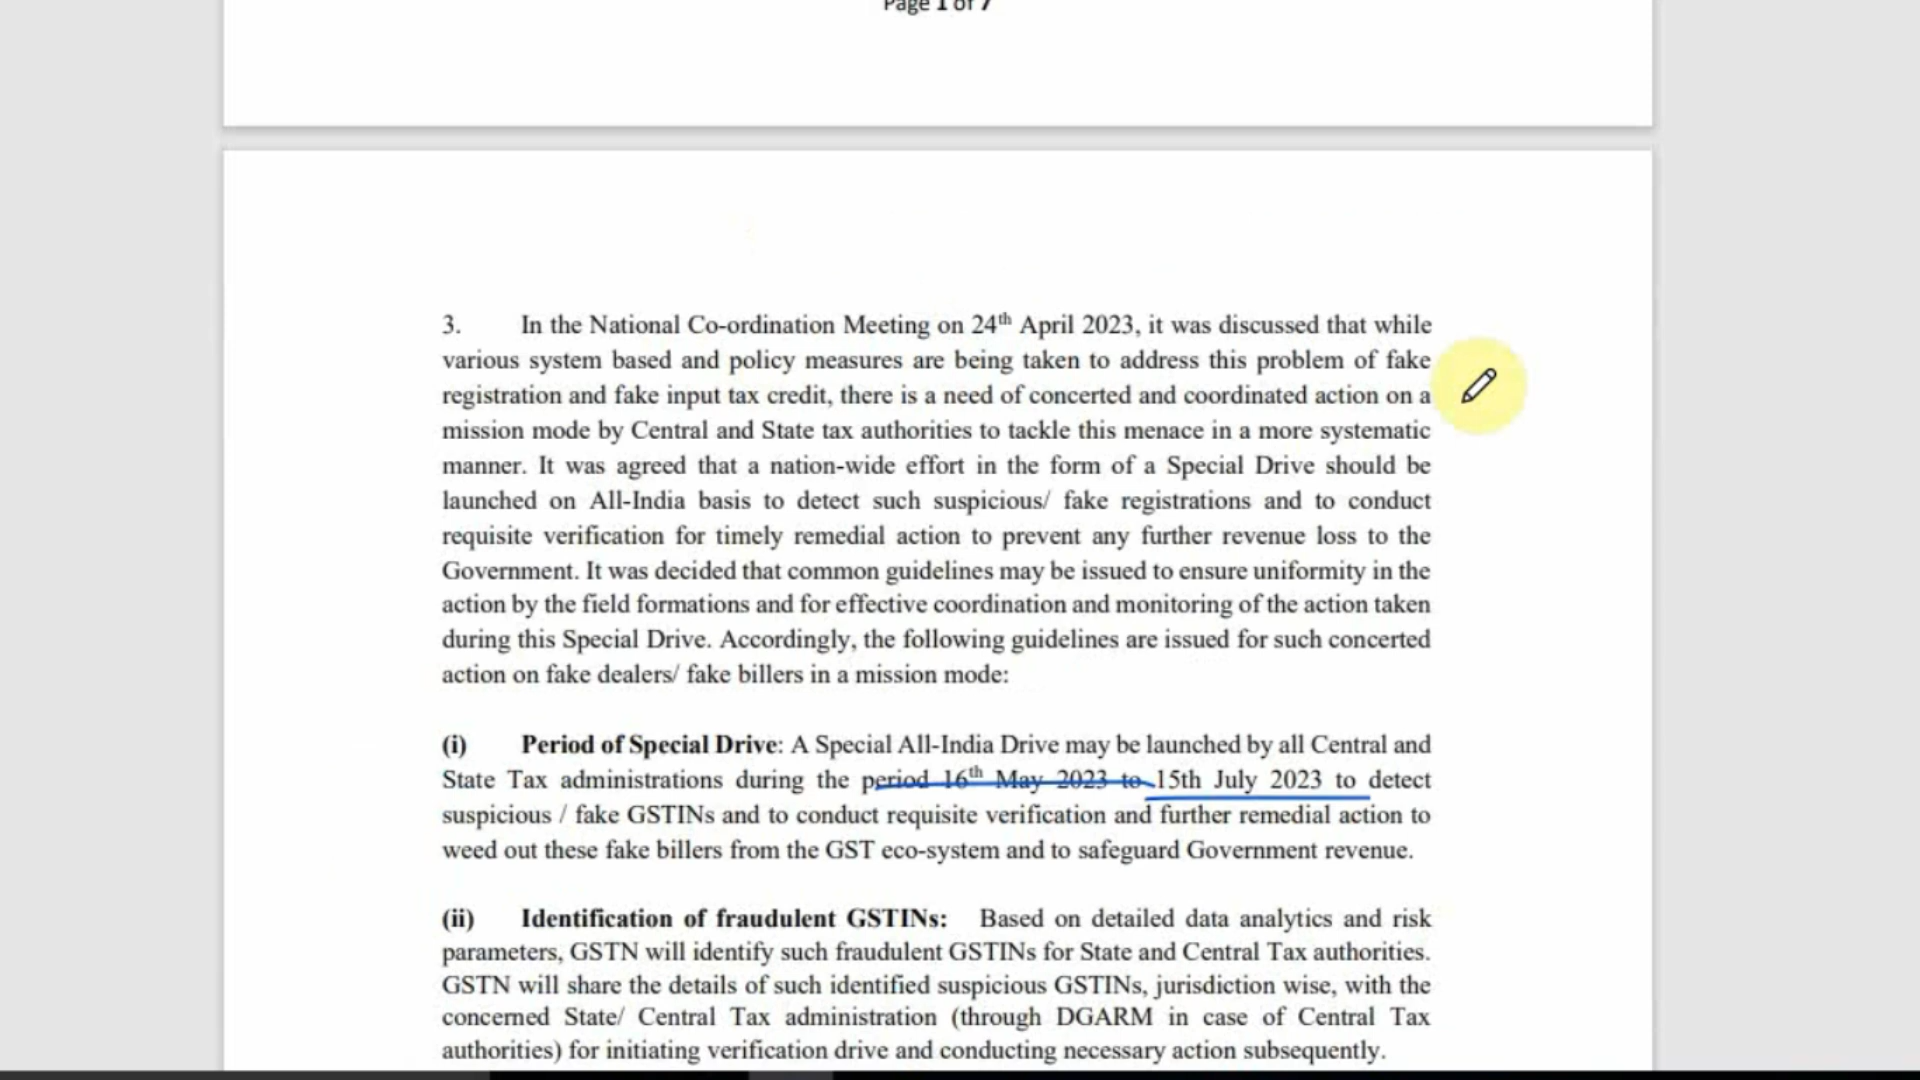 Page 1 of 7
3. In the National Co-ordination Meeting on 24th April 2023, it was discussed that while
various system based and policy measures are being taken to address this problem of fake
registration and fake input tax credit, there is a need of concerted and coordinated action on a
mission mode by Central and State tax authorities to tackle this menace in a more systematic
manner. It was agreed that a nation-wide effort in the form of a Special Drive should be
launched on All-India basis to detect such suspicious/ fake registrations and to conduct
requisite verification for timely remedial action to prevent any further revenue loss to the
Government. It was decided that common guidelines may be issued to ensure uniformity in the
action by the field formations and for effective coordination and monitoring of the action taken
during this Special Drive. Accordingly, the following guidelines are issued for such concerted
action on fake dealers/ fake billers in a mission mode:
(i) Period of Special Drive: A Special All-India Drive may be launched by all Central and
State Tax administrations during the period 16th May 2023 to 15th July 2023 to detect
suspicious / fake GSTINs and to conduct requisite verification and further remedial action to
weed out these fake billers from the GST eco-system and to safeguard Government revenue.
(ii) Identification of fraudulent GSTINs: Based on detailed data analytics and risk
parameters, GSTN will identify such fraudulent GSTINs for State and Central Tax authorities.
GSTN will share the details of such identified suspicious GSTINs, jurisdiction wise, with the
concerned State/ Central Tax administration (through DGARM in case of Central Tax
authorities) for initiating verification drive and conducting necessary action subsequently.